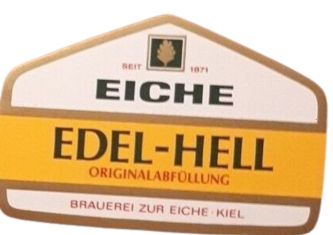 SEIT 1871
EICHE
EDEL-HELL
ORIGINALABFÜLLUNG
BRAUEREI ZUR EICHE · KIEL